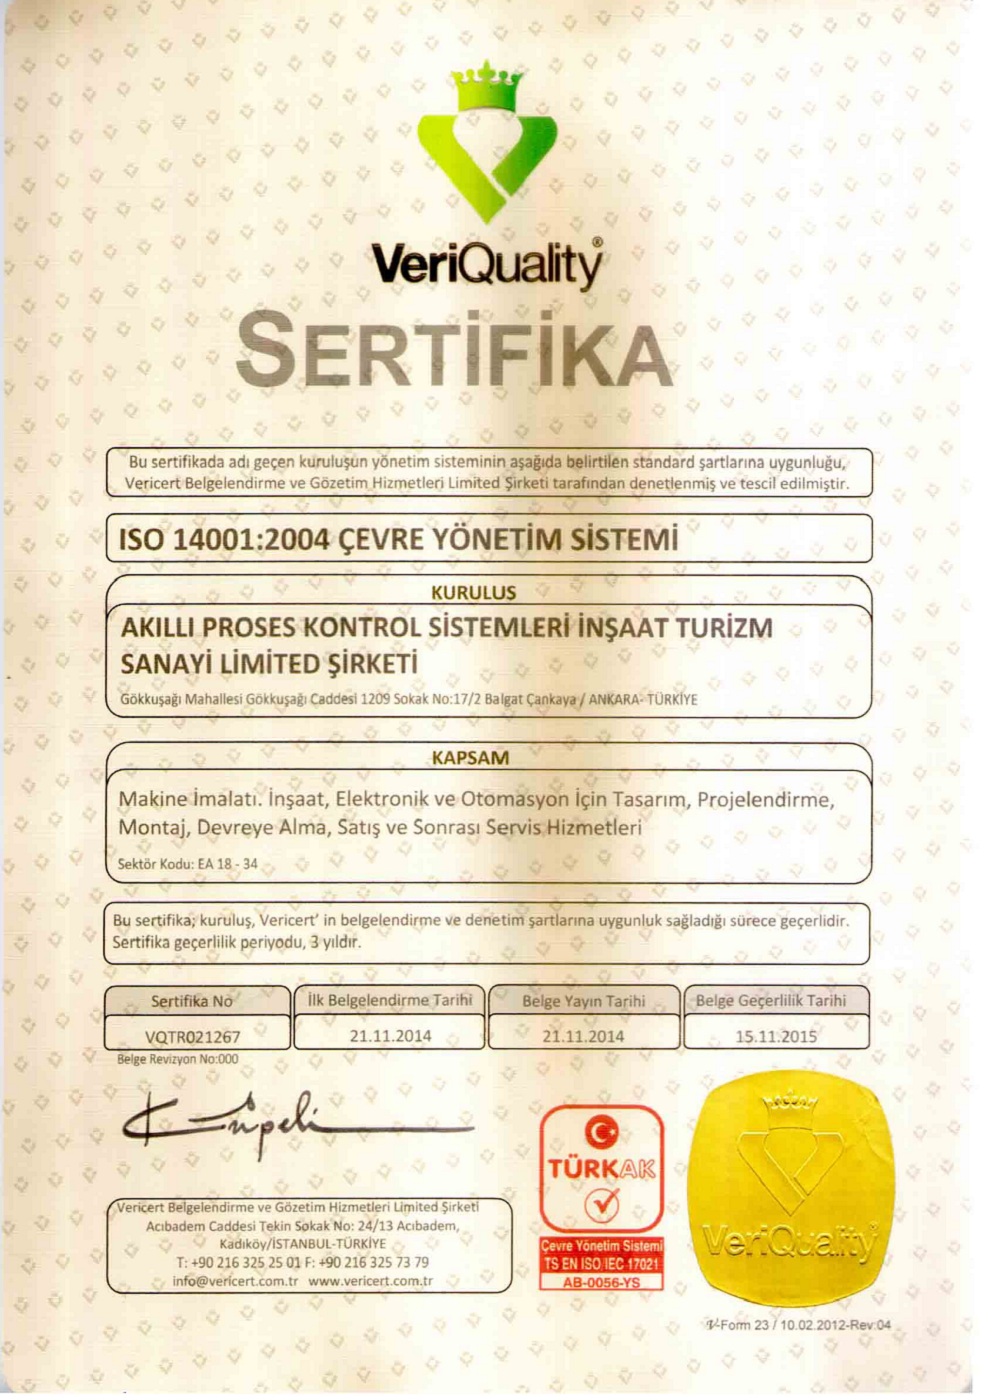 VeriQuality®
SERTİFİKA
Bu sertifikada adı geçen kuruluşun yönetim sisteminin aşağıda belirtilen standard şartlarına uygunluğu,
Vericert Belgelendirme ve Gözetim Hizmetleri Limited Şirketi tarafından denetlenmiş ve tescil edilmiştir.
ISO 14001:2004 ÇEVRE YÖNETİM SİSTEMİ
KURULUS
AKILLI PROSES KONTROL SİSTEMLERİ İNŞAAT TURİZM
SANAYİ LİMİTED ŞİRKETİ
Gökkuşağı Mahallesi Gökkuşağı Caddesi 1209 Sokak No:17/2 Balgat Çankaya / ANKARA- TÜRKİYE
KAPSAM
Makine İmalatı. İnşaat, Elektronik ve Otomasyon İçin Tasarım, Projelendirme,
Montaj, Devreye Alma, Satış ve Sonrası Servis Hizmetleri
Sektör Kodu: EA 18 - 34
Bu sertifika; kuruluş, Vericert' in belgelendirme ve denetim şartlarına uygunluk sağladığı sürece geçerlidir.
Sertifika geçerlilik periyodu, 3 yıldır.
Sertifika No İlk Belgelendirme Tarihi Belge Yayın Tarihi Belge Geçerlilik Tarihi
VQTR021267 21.11.2014 21.11.2014 15.11.2015
Belge Revizyon No:000
TÜRKAK
Çevre Yönetim Sistemi
TS EN ISO/IEC 17021
AB-0056-YS
VeriQuality
Vericert Belgelendirme ve Gözetim Hizmetleri Limited Şirketi
Acıbadem Caddesi Tekin Sokak No: 24/13 Acıbadem,
Kadıköy/İSTANBUL-TÜRKİYE
T: +90 216 325 25 01 F: +90 216 325 73 79
info@vericert.com.tr www.vericert.com.tr
V-Form 23 / 10.02.2012-Rev:04